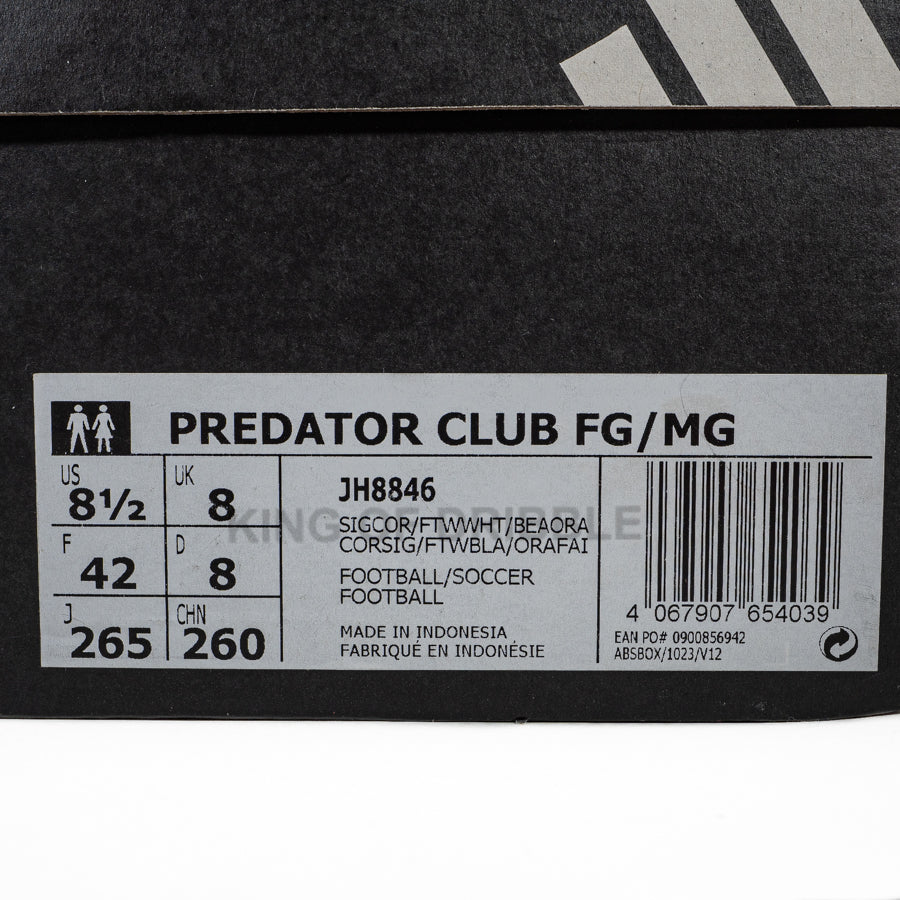 PREDATOR CLUB FG/MG
US 8½ UK 8
F 42 D 8
J 265 CHN 260
JH8846
SIGCOR/FTWWHT/BEAORA
KING OF DRIBBLE
CORSIG/FTWBLA/ORAFAI
FOOTBALL/SOCCER
FOOTBALL
MADE IN INDONESIA
FABRIQUÉ EN INDONÉSIE
4 067907 654039
EAN PO# 0900856942
ABSBOX/1023/V12